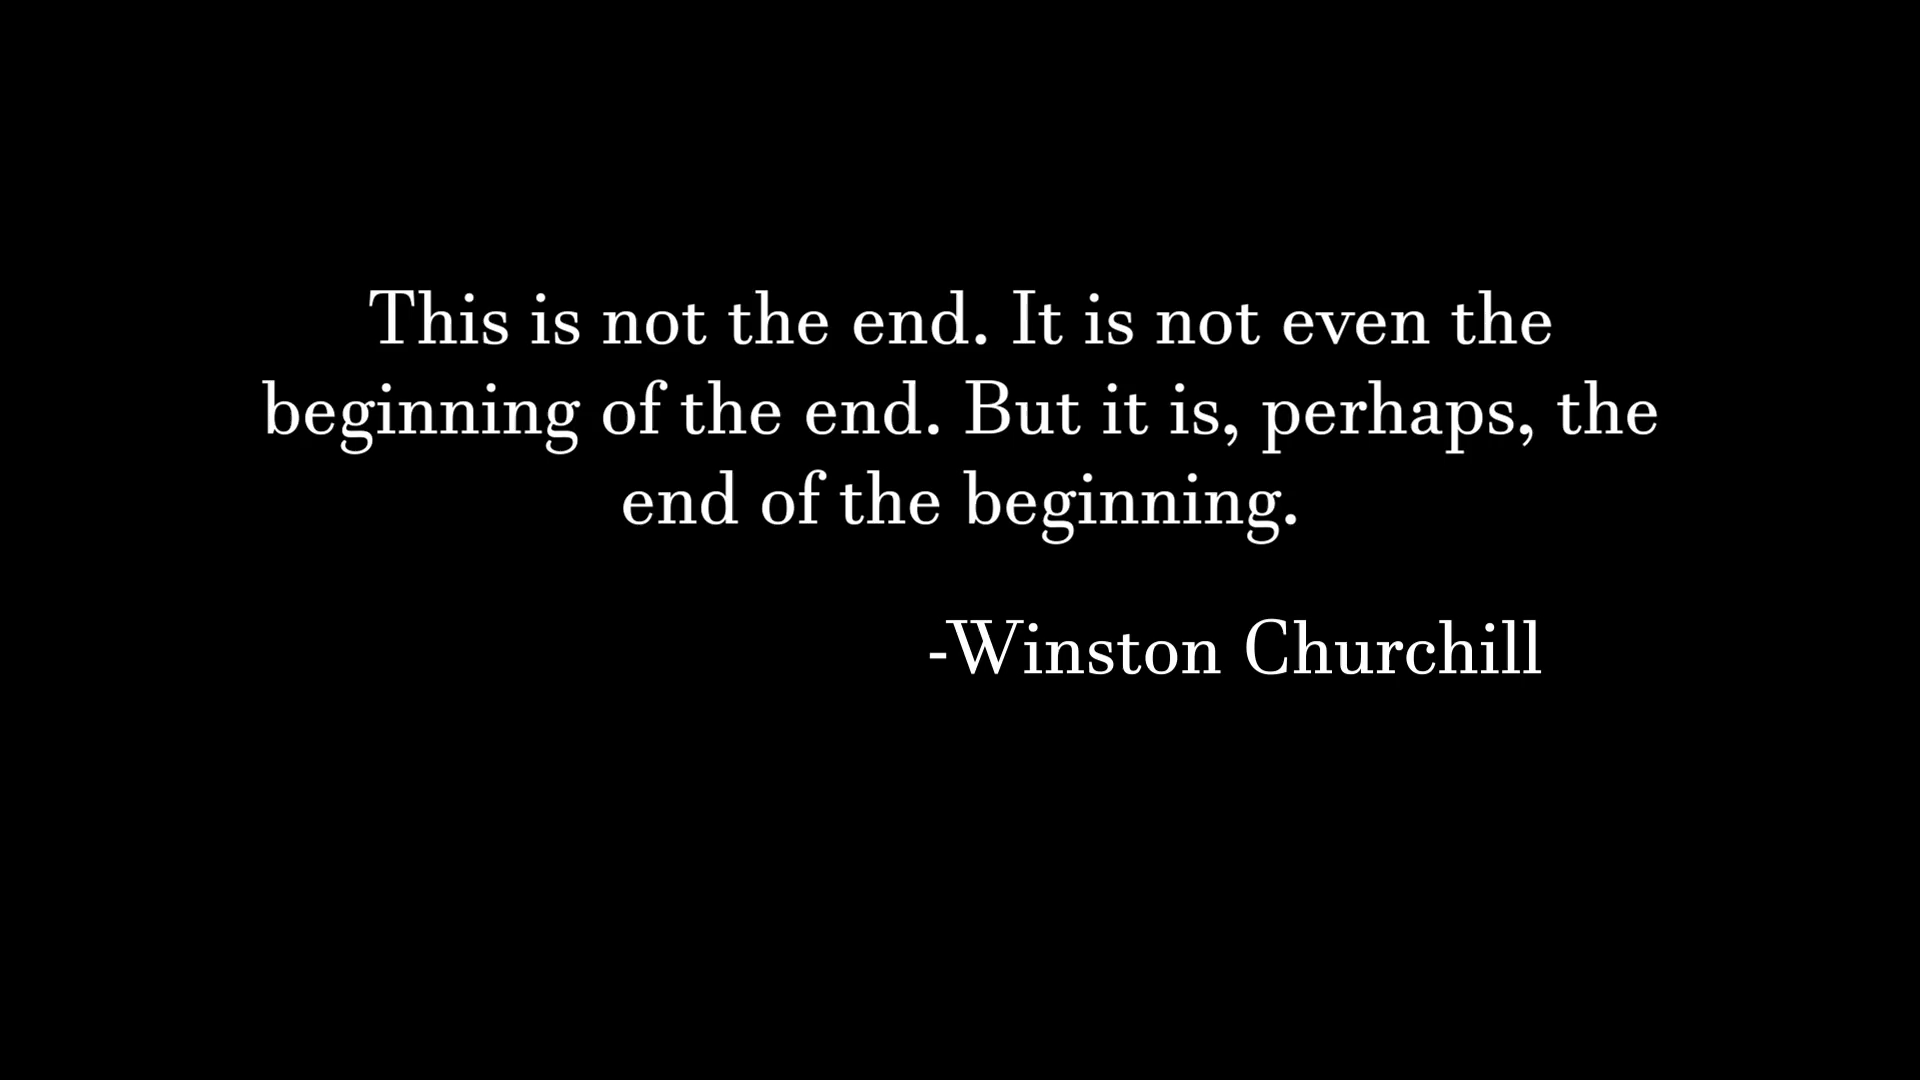 This is not the end. It is not even the
beginning of the end. But it is, perhaps, the
end of the beginning.
-Winston Churchill